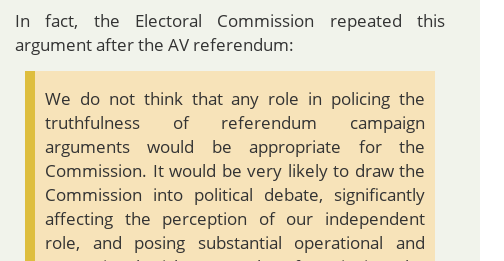 In fact, the Electoral Commission repeated this
argument after the AV referendum:
We do not think that any role in policing the
truthfulness of referendum campaign
arguments would be appropriate for the
Commission. It would be very likely to draw the
Commission into political debate, significantly
affecting the perception of our independent
role, and posing substantial operational and